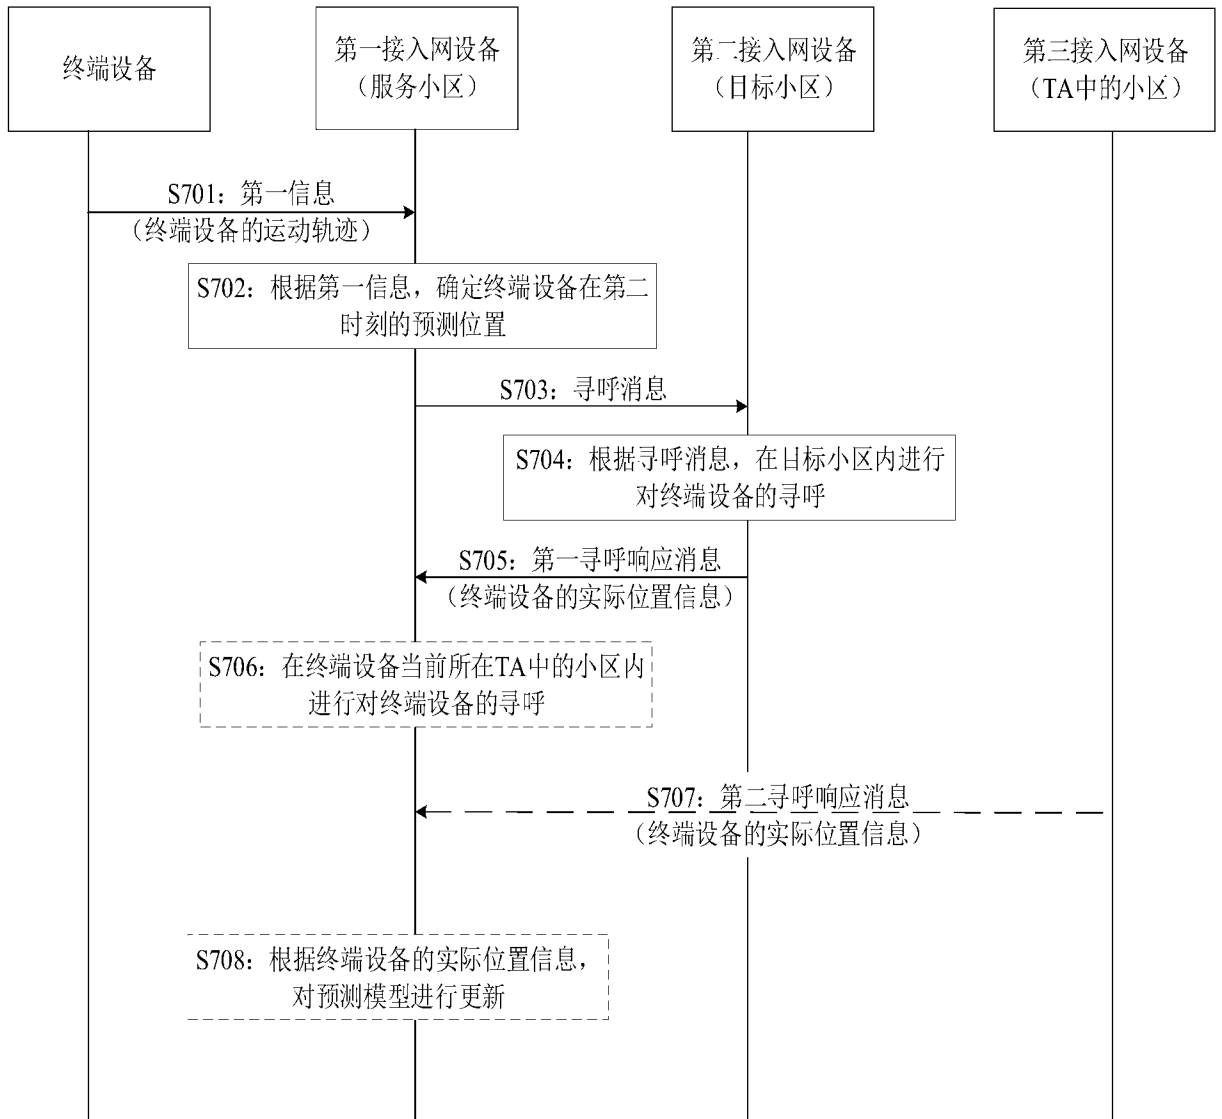 终端设备
第一接入网设备
（服务小区）
第二接入网设备
（目标小区）
第三接入网设备
（TA中的小区）
S701：第一信息
（终端设备的运动轨迹）
S702：根据第一信息，确定终端设备在第二
时刻的预测位置
S703：寻呼消息
S704：根据寻呼消息，在目标小区内进行
对终端设备的寻呼
S705：第一寻呼响应消息
（终端设备的实际位置信息）
S706：在终端设备当前所在TA中的小区内
进行对终端设备的寻呼
S707：第二寻呼响应消息
（终端设备的实际位置信息）
S708：根据终端设备的实际位置信息，
对预测模型进行更新